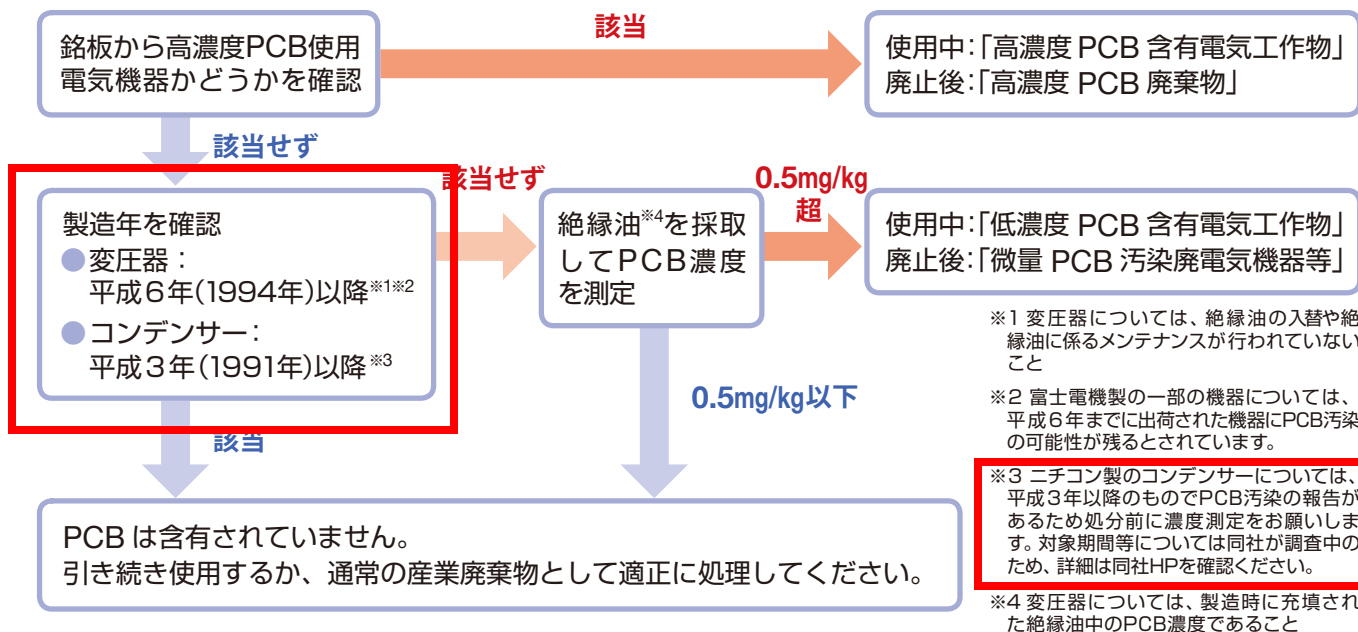 銘板から高濃度PCB使用
電気機器かどうかを確認
該当
使用中:「高濃度 PCB 含有電気工作物」
廃止後:「高濃度 PCB 廃棄物」
該当せず
製造年を確認
●変圧器:
平成6年(1994年)以降※1※2
●コンデンサー:
平成3年(1991年)以降※3
該当せず
絶縁油※4を採取
してPCB濃度
を測定
0.5mg/kg
超
使用中:「低濃度 PCB 含有電気工作物」
廃止後:「微量 PCB 汚染廃電気機器等」
該当
0.5mg/kg以下
PCB は含有されていません。
引き続き使用するか、通常の産業廃棄物として適正に処理してください。
※1 変圧器については、絶縁油の入替や絶
縁油に係るメンテナンスが行われていない
こと
※2 富士電機製の一部の機器については、
平成6年までに出荷された機器にPCB汚染
の可能性が残るとされています。
※3 ニチコン製のコンデンサーについては、
平成3年以降のものでPCB汚染の報告が
あるため処分前に濃度測定をお願いしま
す。対象期間等については同社が調査中の
ため、詳細は同社HPを確認ください。
※4 変圧器については、製造時に充填され
た絶縁油中のPCB濃度であること